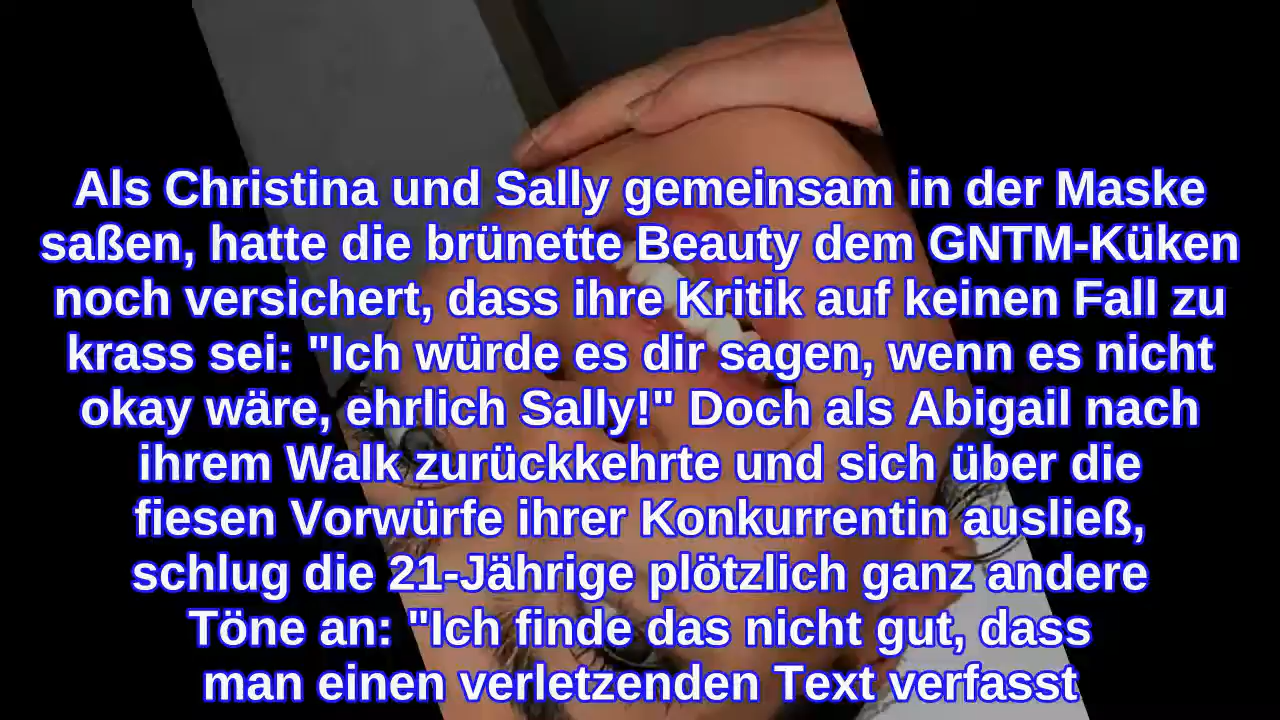 Als Christina und Sally gemeinsam in der Maske
saßen, hatte die brünette Beauty dem GNTM-Küken
noch versichert, dass ihre Kritik auf keinen Fall zu
krass sei: "Ich würde es dir sagen, wenn es nicht
okay wäre, ehrlich Sally!" Doch als Abigail nach
ihrem Walk zurückkehrte und sich über die
fiesen Vorwürfe ihrer Konkurrentin ausließ,
schlug die 21-Jährige plötzlich ganz andere
Töne an: "Ich finde das nicht gut, dass
man einen verletzenden Text verfasst